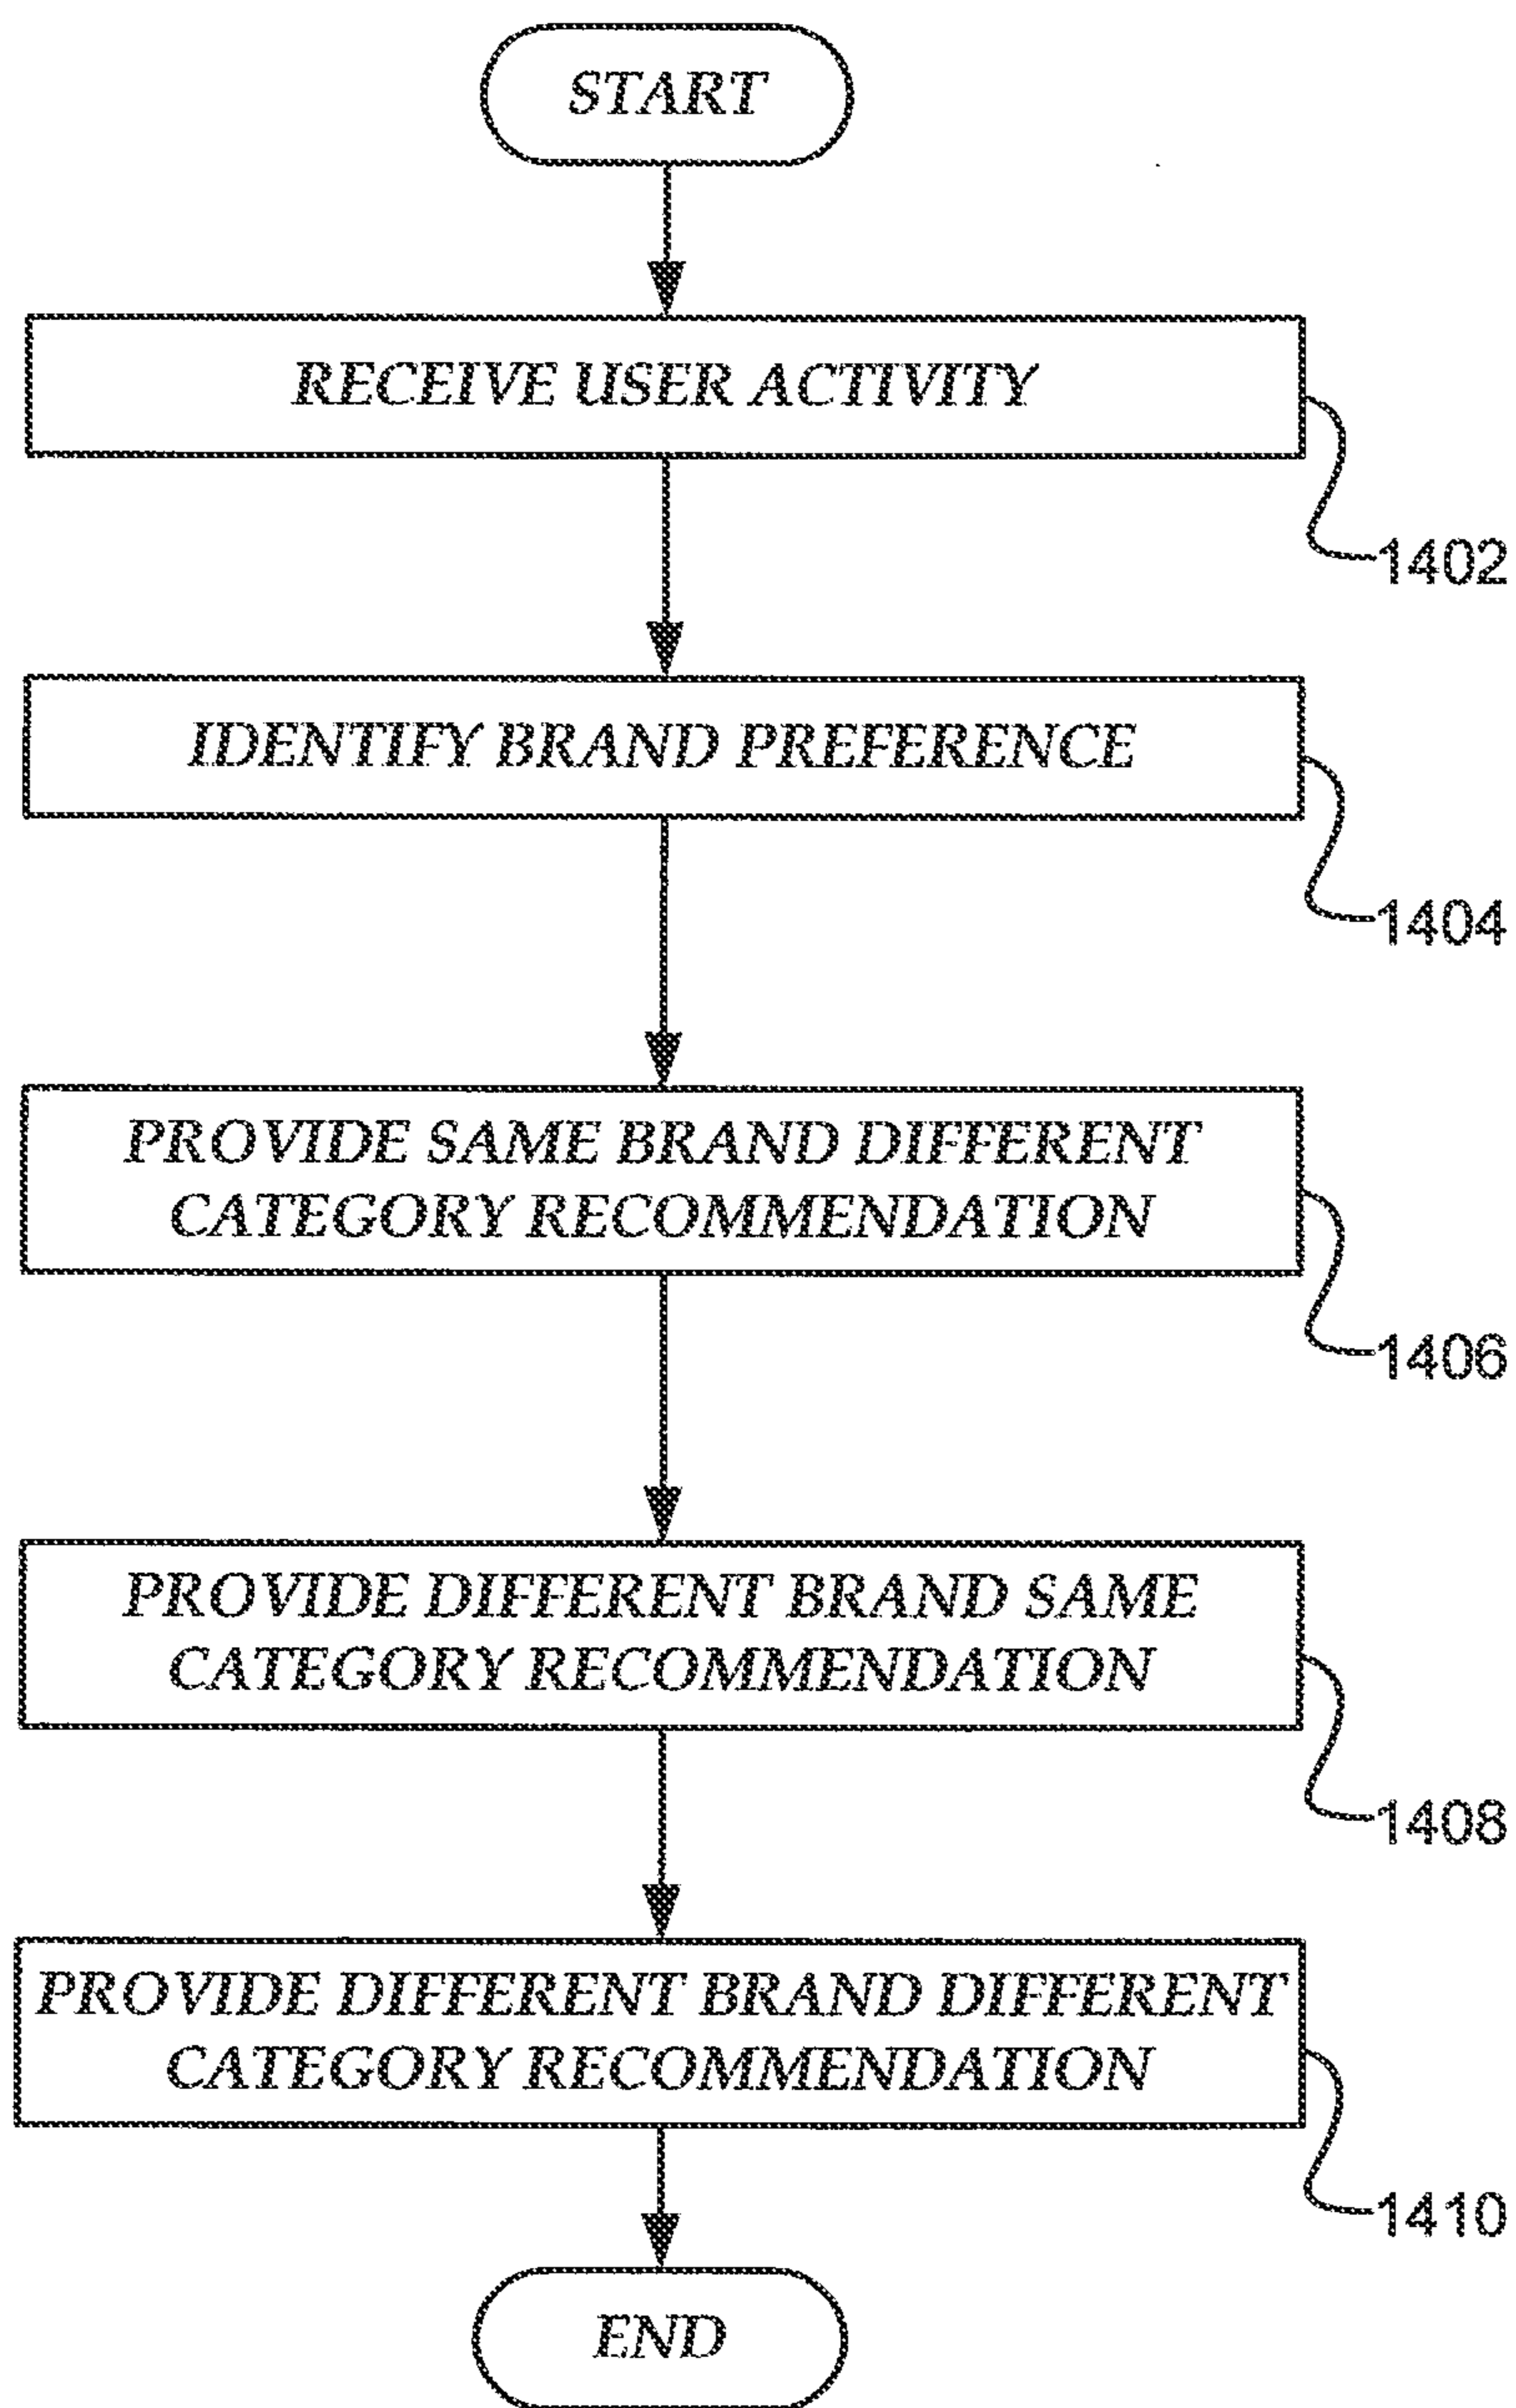 START
RECEIVE USER ACTIVITY
1402
IDENTIFY BRAND PREFERENCE
1404
PROVIDE SAME BRAND DIFFERENT
CATEGORY RECOMMENDATION
1406
PROVIDE DIFFERENT BRAND SAME
CATEGORY RECOMMENDATION
1408
PROVIDE DIFFERENT BRAND DIFFERENT
CATEGORY RECOMMENDATION
1410
END